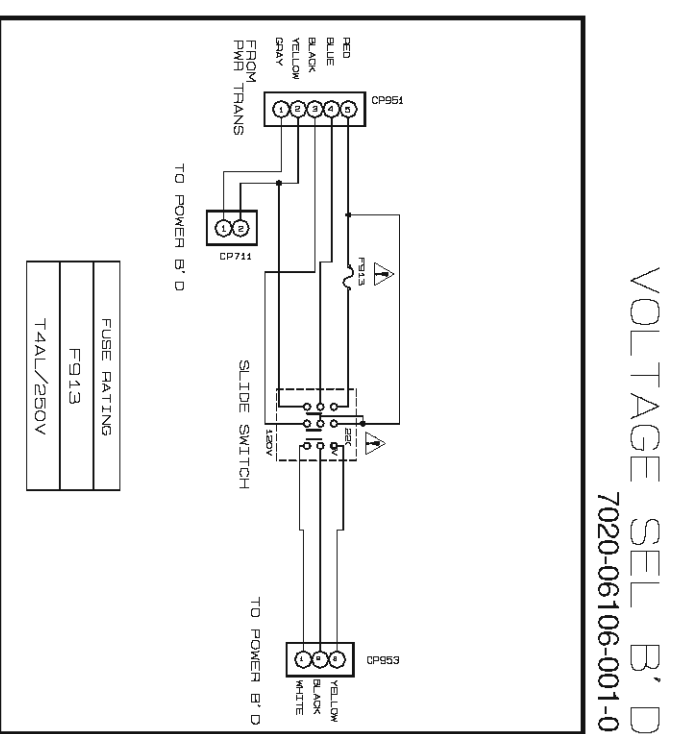 VOLTAGE SEL B'D
7020-06106-001-0
CP951
RED
BLUE
BLACK
YELLOW
GRAY
FROM
PWR TRANS
1
2
3
4
5
TO POWER B'D
1
2
CP711
F913
SLIDE SWITCH
120V
TO POWER B'D
CP953
1
YELLOW
BLACK
WHITE
FUSE RATING
F913
T4AL/250V